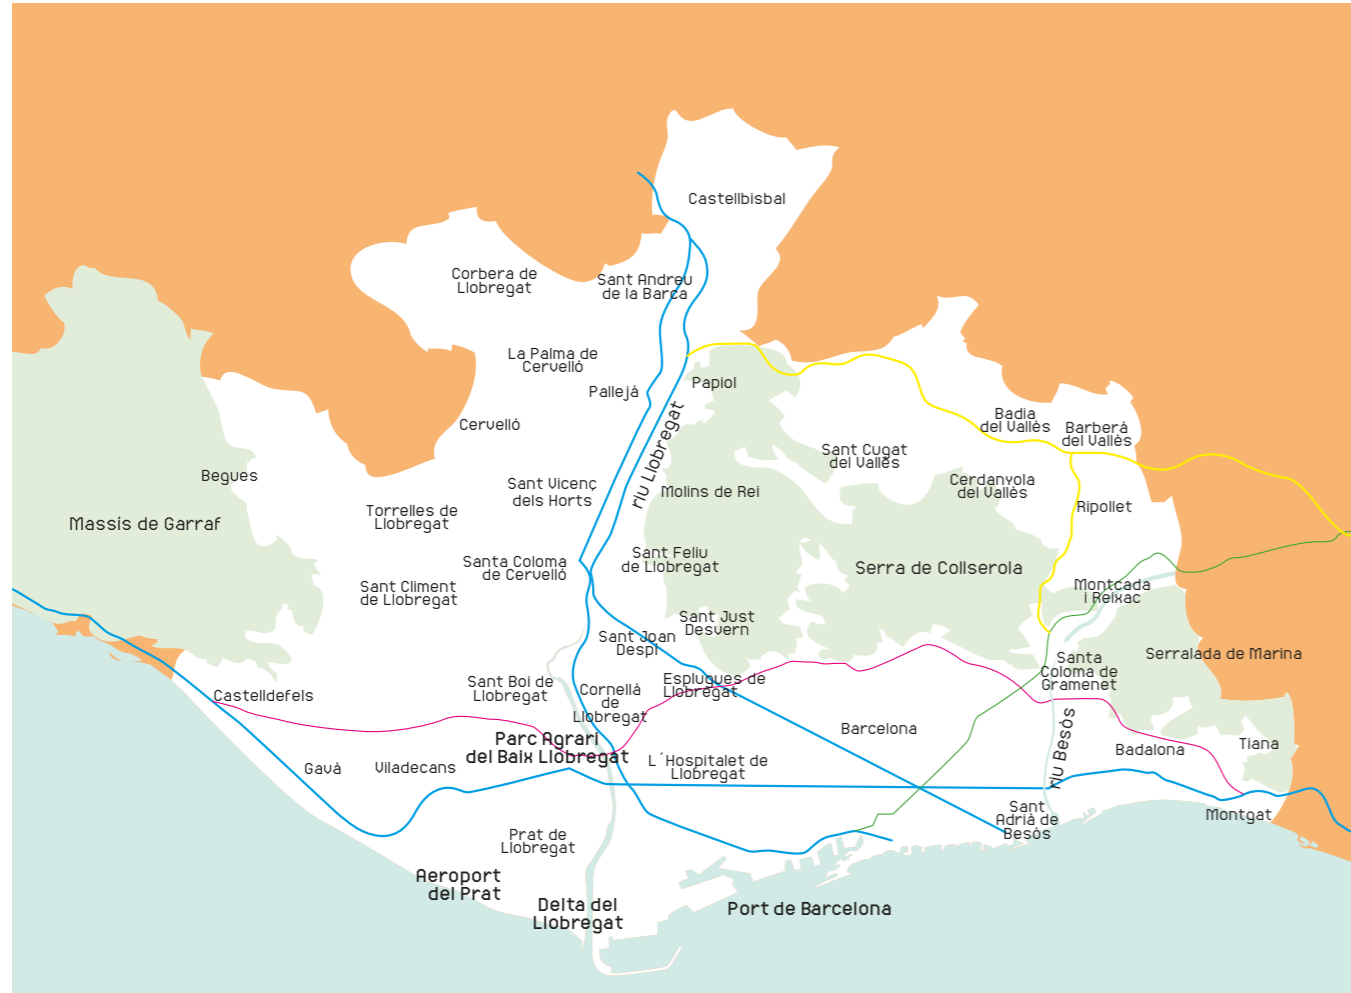 Castellbisbal
Corbera de
Llobregat
Sant Andreu
de la Barca
La Palma de
Cervelló
Pallejà
Papiol
Cervelló
riu Llobregat
Badia
del Vallès
Barberà
del Vallès
Sant Cugat
del Vallès
Begues
Sant Vicenç
dels Horts
Molins de Rei
Cerdanyola
del Vallès
Ripollet
Massis de Garraf
Torrelles de
Llobregat
Santa Coloma
de Cervelló
Sant Feliu
de Llobregat
Serra de Collserola
Sant Climent
de Llobregat
Montcada
i Reixac
Sant Just
Desvern
Sant Joan
Despí
Santa
Coloma de
Gramenet
Serralada de Marina
Castelldefels
Sant Boi de
Llobregat
Cornellà
de
Llobregat
Esplugues de
Llobregat
Barcelona
riu Besòs
Badalona
Tiana
Parc Agrari
del Baix Llobregat
Gavà
Viladecans
L'Hospitalet de
Llobregat
Sant
Adrià de
Besòs
Montgat
Prat de
Llobregat
Aeroport
del Prat
Delta del
Llobregat
Port de Barcelona